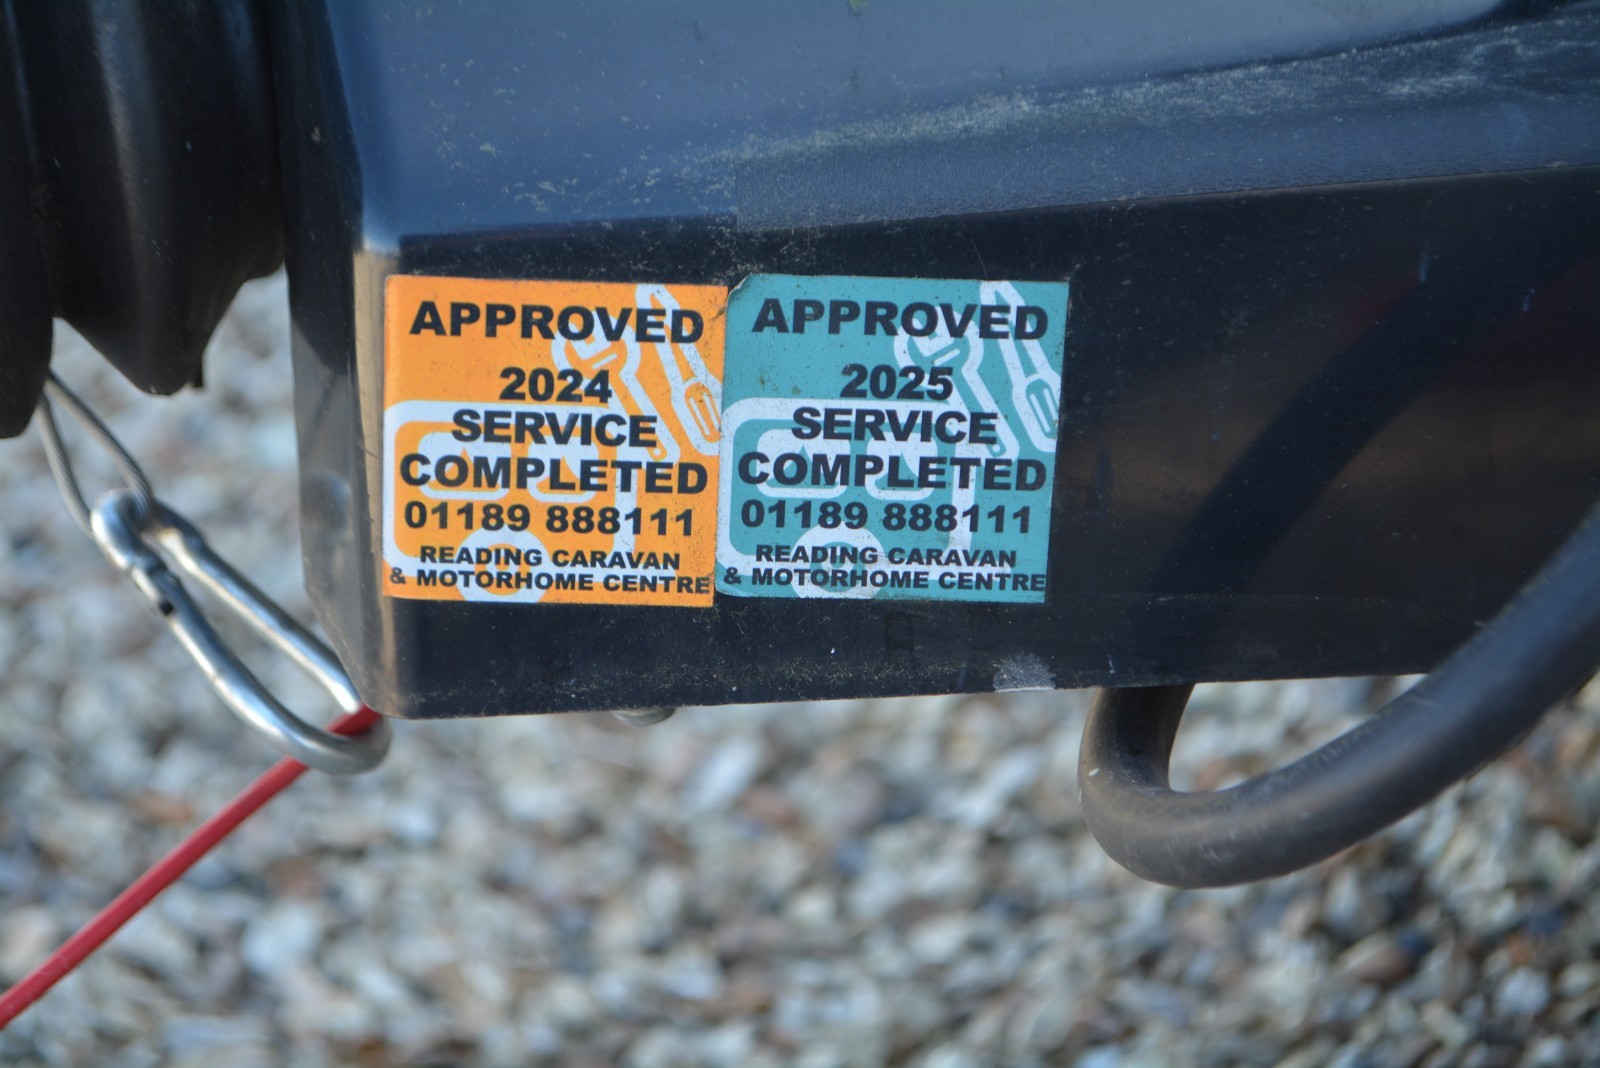 APPROVED
2024
SERVICE
COMPLETED
01189 888111
READING CARAVAN
& MOTORHOME CENTRE
APPROVED
2025
SERVICE
COMPLETED
01189 888111
READING CARAVAN
& MOTORHOME CENTRE